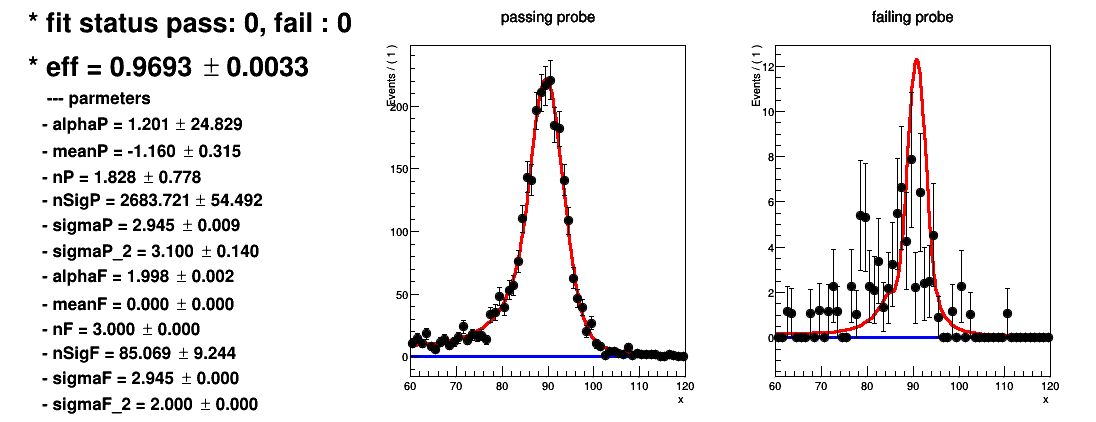 * fit status pass: 0, fail : 0
* eff = 0.9693 ± 0.0033
--- parmeters
- alphaP = 1.201 ± 24.829
- meanP = -1.160 ± 0.315
- nP = 1.828 ± 0.778
- nSigP = 2683.721 ± 54.492
- sigmaP = 2.945 ± 0.009
- sigmaP_2 = 3.100 ± 0.140
- alphaF = 1.998 ± 0.002
- meanF = 0.000 ± 0.000
- nF = 3.000 ± 0.000
- nSigF = 85.069 ± 9.244
- sigmaF = 2.945 ± 0.000
- sigmaF_2 = 2.000 ± 0.000
passing probe
Events / ( 1 )
200
150
100
50
0
60 70 80 90 100 110 120
x
failing probe
Events / ( 1 )
12
10
8
6
4
2
0
60 70 80 90 100 110 120
x